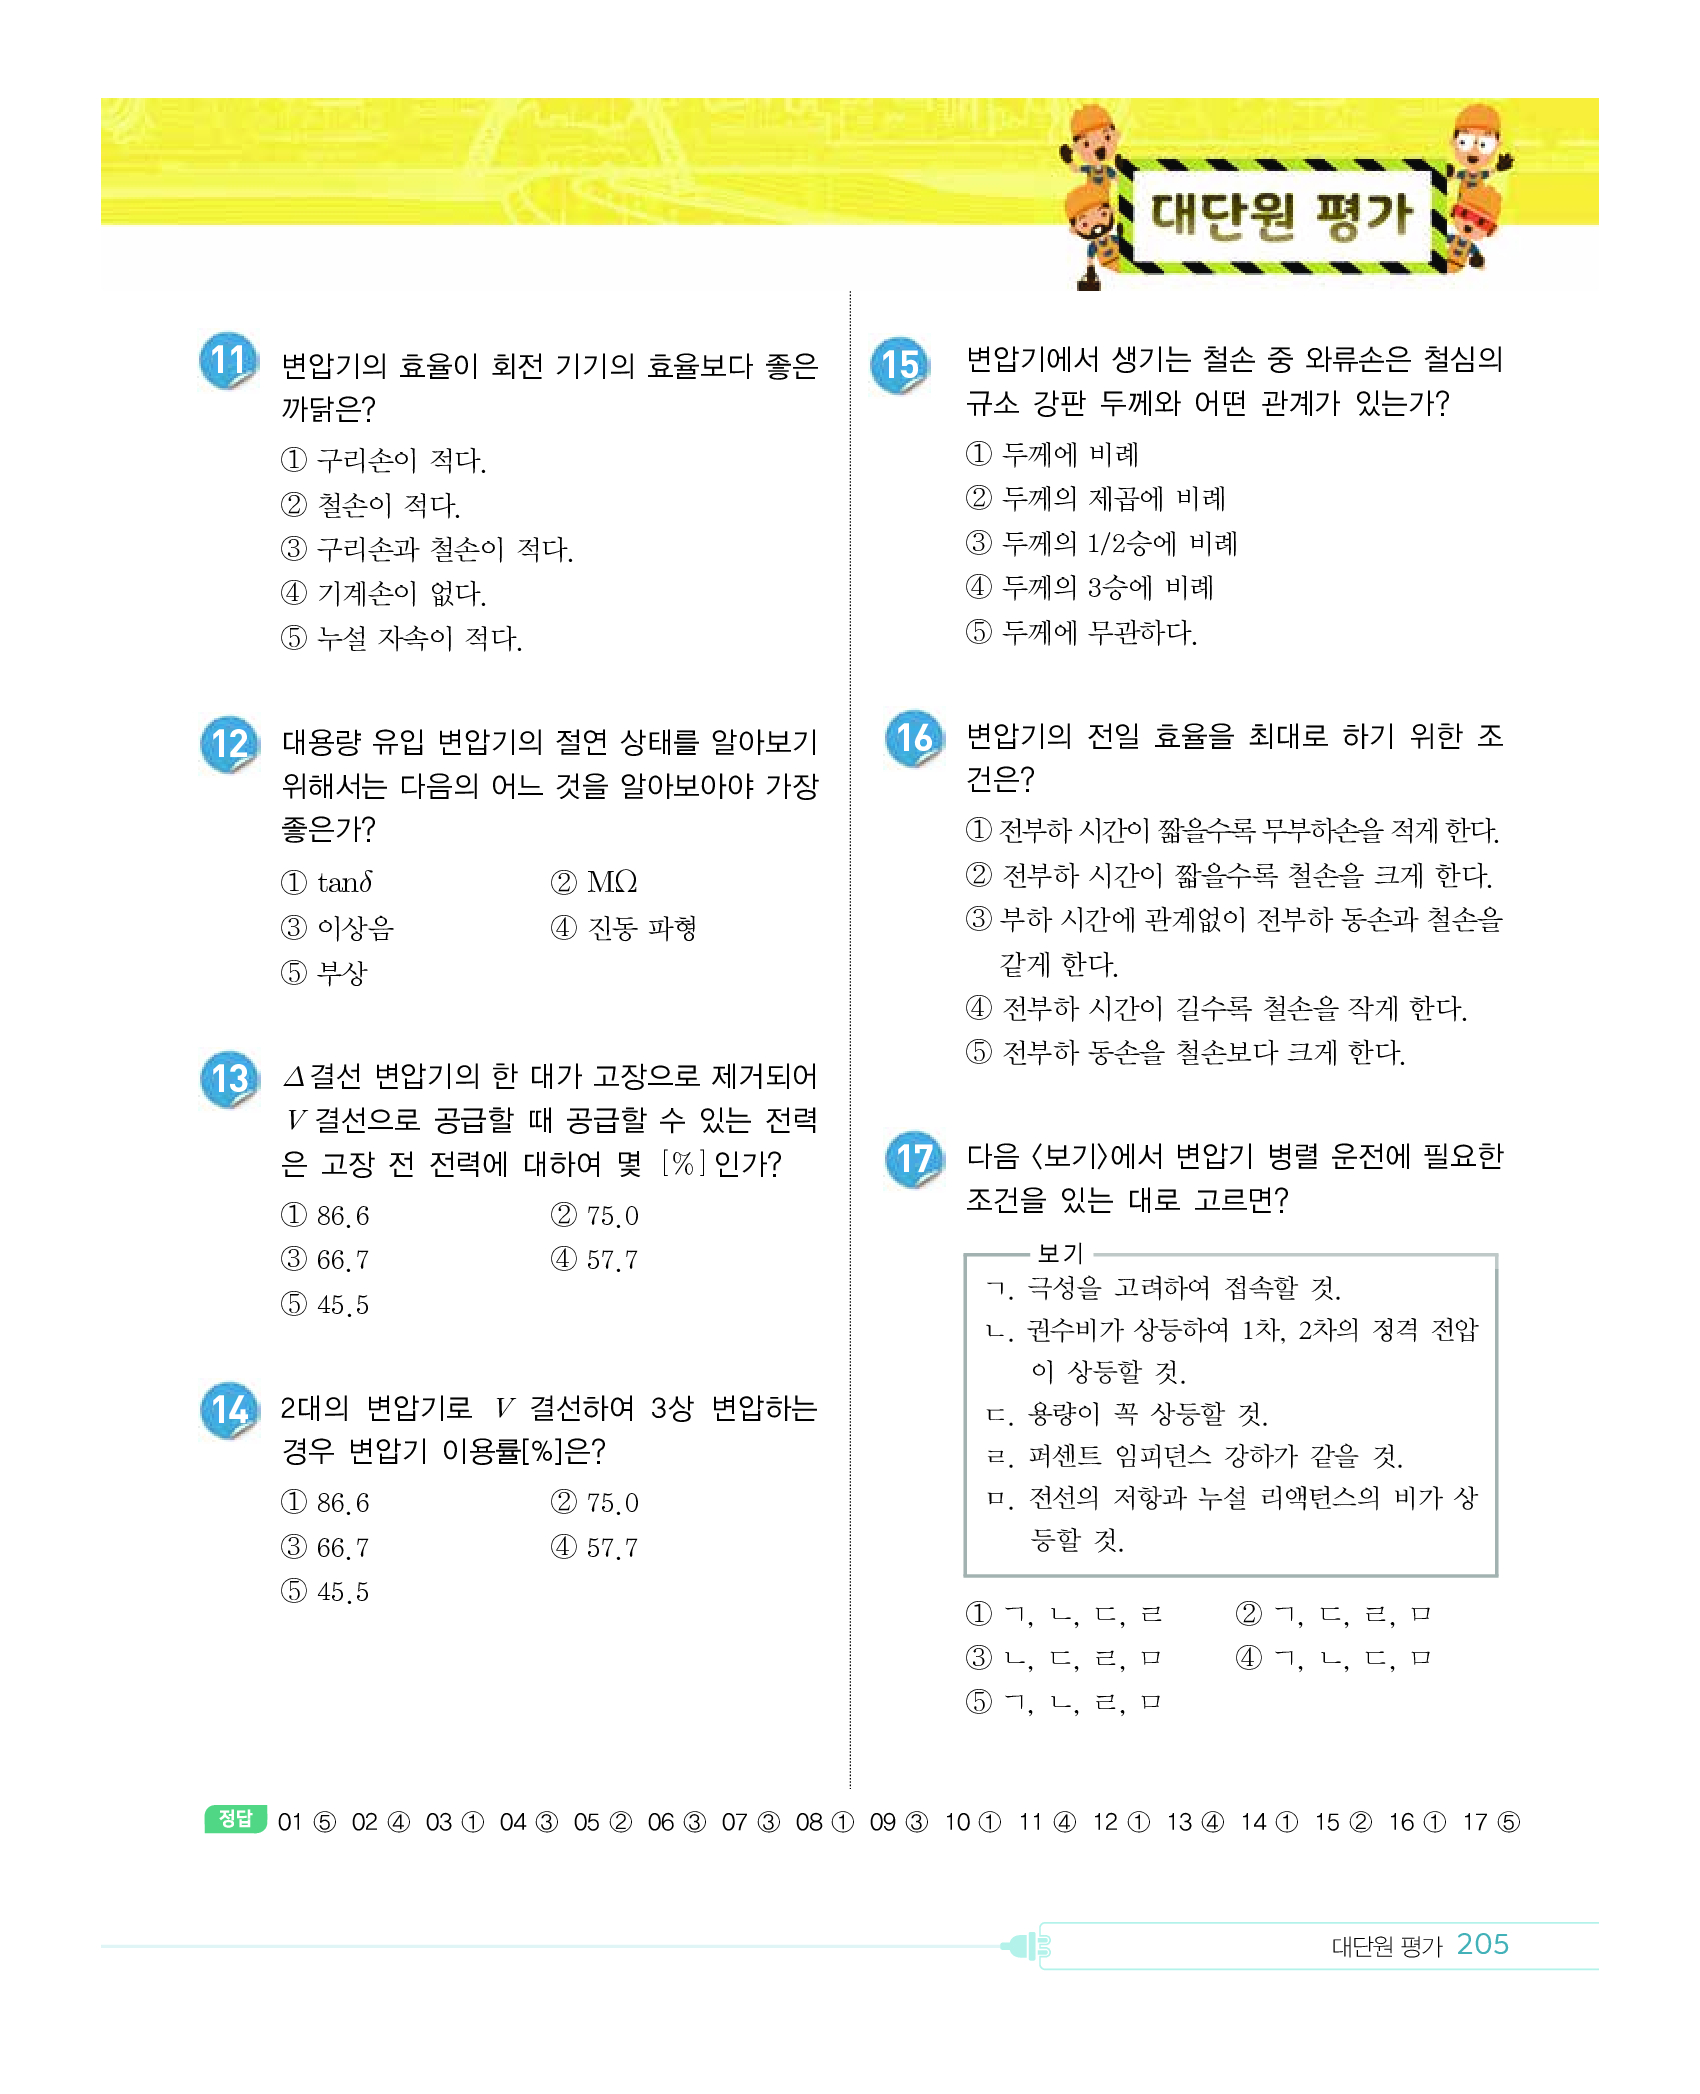 대단원 평가
11 변압기의 효율이 회전 기기의 효율보다 좋은
까닭은?
① 구리손이 적다.
② 철손이 적다.
③ 구리손과 철손이 적다.
④ 기계손이 없다.
⑤ 누설 자속이 적다.
12 대용량 유입 변압기의 절연 상태를 알아보기
위해서는 다음의 어느 것을 알아보아야 가장
좋은가?
① tanδ ② MΩ
③ 이상음 ④ 진동 파형
⑤ 부상
13 Δ결선 변압기의 한 대가 고장으로 제거되어
V 결선으로 공급할 때 공급할 수 있는 전력
은 고장 전 전력에 대하여 몇 [%]인가?
① 86.6 ② 75.0
③ 66.7 ④ 57.7
⑤ 45.5
14 2대의 변압기로 V 결선하여 3상 변압하는
경우 변압기 이용률[%]은?
① 86.6 ② 75.0
③ 66.7 ④ 57.7
⑤ 45.5
15 변압기에서 생기는 철손 중 와류손은 철심의
규소 강판 두께와 어떤 관계가 있는가?
① 두께에 비례
② 두께의 제곱에 비례
③ 두께의 1/2승에 비례
④ 두께의 3승에 비례
⑤ 두께에 무관하다.
16 변압기의 전일 효율을 최대로 하기 위한 조
건은?
① 전부하 시간이 짧을수록 무부하손을 적게 한다.
② 전부하 시간이 짧을수록 철손을 크게 한다.
③ 부하 시간에 관계없이 전부하 동손과 철손을
같게 한다.
④ 전부하 시간이 길수록 철손을 작게 한다.
⑤ 전부하 동손을 철손보다 크게 한다.
17 다음 〈보기〉에서 변압기 병렬 운전에 필요한
조건을 있는 대로 고르면?
보기
ㄱ. 극성을 고려하여 접속할 것.
ㄴ. 권수비가 상등하여 1차, 2차의 정격 전압
이 상등할 것.
ㄷ. 용량이 꼭 상등할 것.
ㄹ. 퍼센트 임피던스 강하가 같을 것.
ㅁ. 전선의 저항과 누설 리액턴스의 비가 상
등할 것.
① ㄱ, ㄴ, ㄷ, ㄹ ② ㄱ, ㄷ, ㄹ, ㅁ
③ ㄴ, ㄷ, ㄹ, ㅁ ④ ㄱ, ㄴ, ㄷ, ㅁ
⑤ ㄱ, ㄴ, ㄹ, ㅁ
정답 01 ⑤ 02 ④ 03 ① 04 ③ 05 ② 06 ③ 07 ③ 08 ① 09 ③ 10 ① 11 ④ 12 ① 13 ④ 14 ① 15 ② 16 ① 17 ⑤
대단원 평가 205